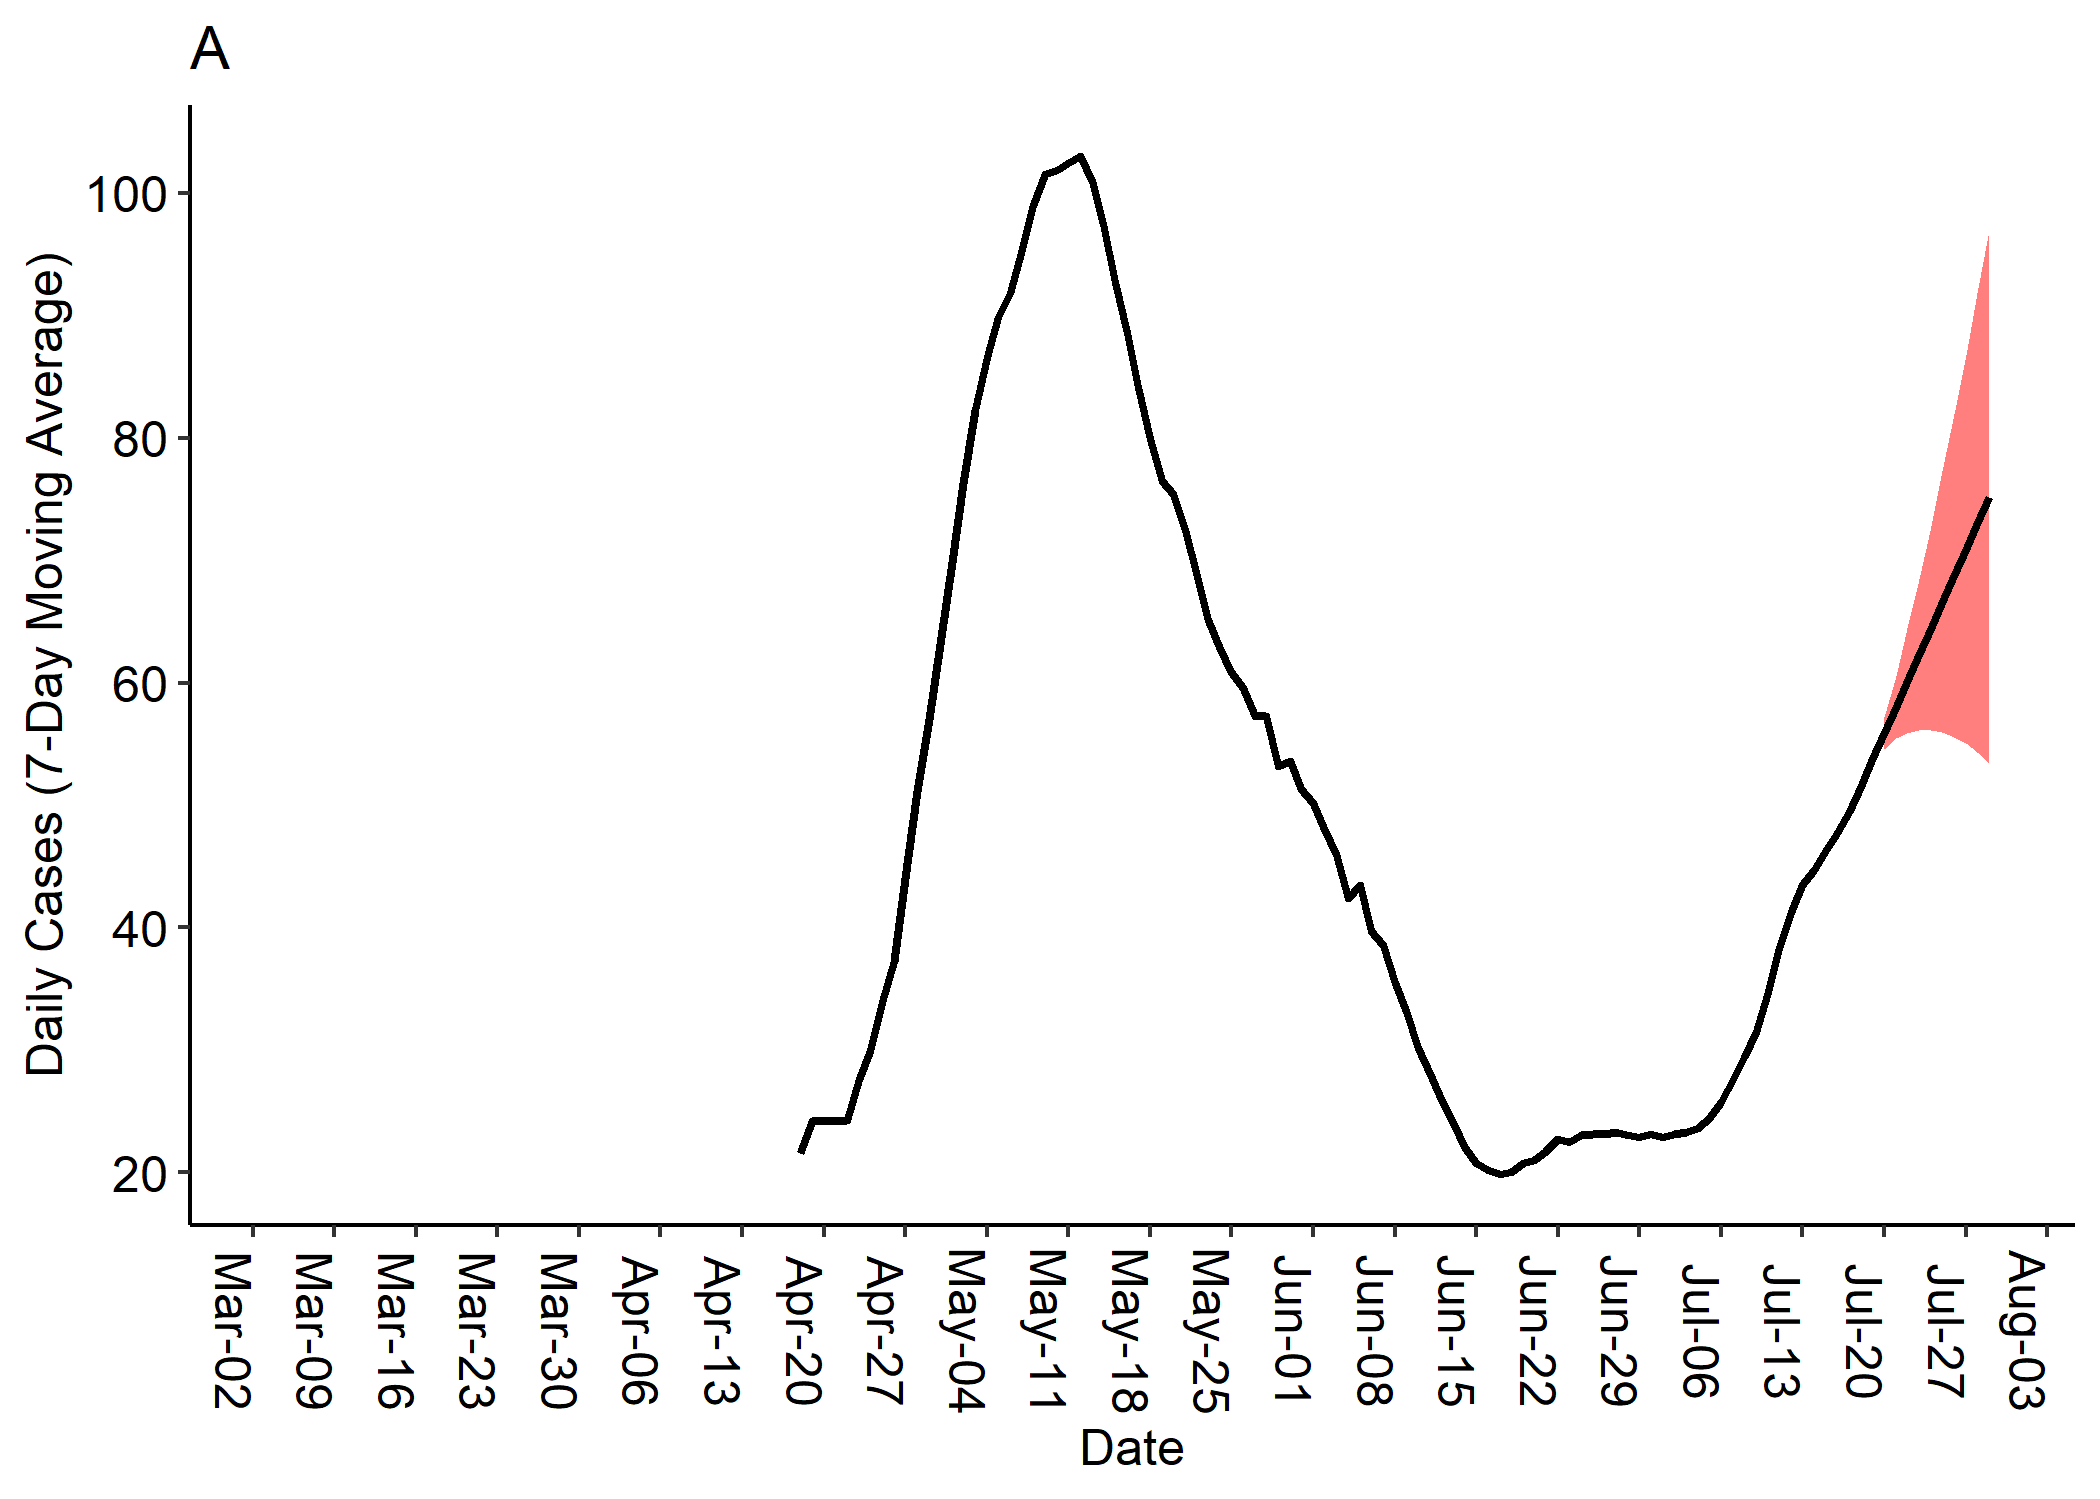 A
Daily Cases (7-Day Moving Average)
100
80
60
40
20
Mar-02
Mar-09
Mar-16
Mar-23
Mar-30
Apr-06
Apr-13
Apr-20
Apr-27
May-04
May-11
May-18
May-25
Jun-01
Jun-08
Jun-15
Jun-22
Jun-29
Jul-06
Jul-13
Jul-20
Jul-27
Aug-03
Date